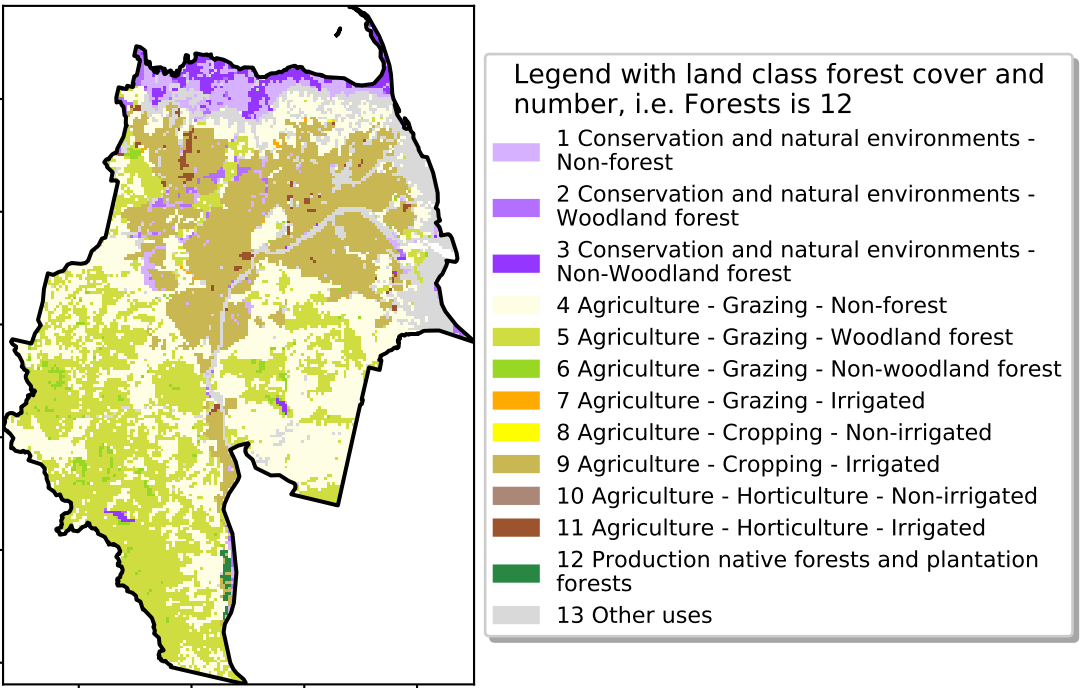 Legend with land class forest cover and
number, i.e. Forests is 12
1 Conservation and natural environments -
Non-forest
2 Conservation and natural environments -
Woodland forest
3 Conservation and natural environments -
Non-Woodland forest
4 Agriculture - Grazing - Non-forest
5 Agriculture - Grazing - Woodland forest
6 Agriculture - Grazing - Non-woodland forest
7 Agriculture - Grazing - Irrigated
8 Agriculture - Cropping - Non-irrigated
9 Agriculture - Cropping - Irrigated
10 Agriculture - Horticulture - Non-irrigated
11 Agriculture - Horticulture - Irrigated
12 Production native forests and plantation
forests
13 Other uses